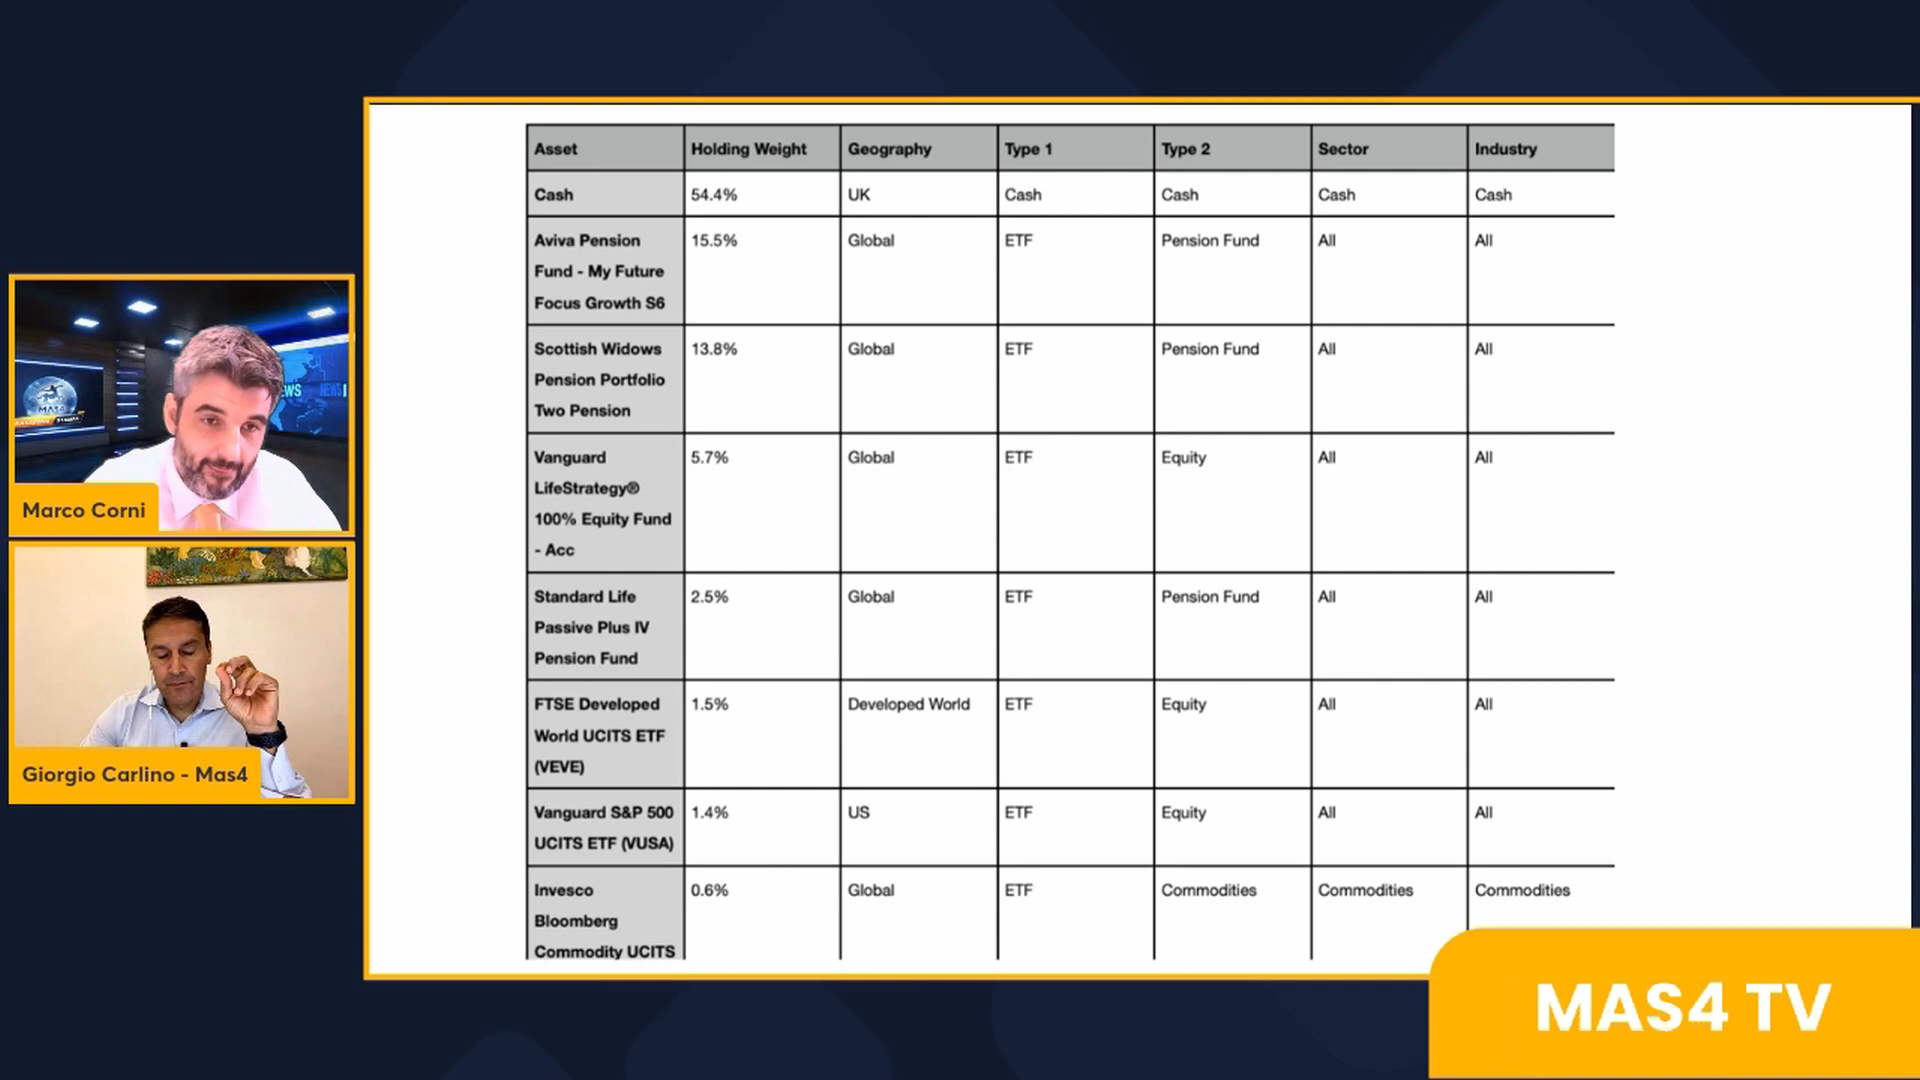 Asset Holding Weight Geography Type 1 Type 2 Sector Industry
Cash 54.4% UK Cash Cash Cash Cash
Aviva Pension 15.5% Global ETF Pension Fund All All
Fund - My Future
Focus Growth S6
Scottish Widows 13.8% Global ETF Pension Fund All All
Pension Portfolio
Two Pension
Vanguard 5.7% Global ETF Equity All All
LifeStrategy®
100% Equity Fund
- Acc
Standard Life 2.5% Global ETF Pension Fund All All
Passive Plus IV
Pension Fund
FTSE Developed 1.5% Developed World ETF Equity All All
World UCITS ETF
(VEVE)
Vanguard S&P 500 1.4% US ETF Equity All All
UCITS ETF (VUSA)
Invesco 0.6% Global ETF Commodities Commodities Commodities
Bloomberg
Commodity UCITS
MAS4
Marco Corni
Giorgio Carlino - Mas4
MAS4 TV